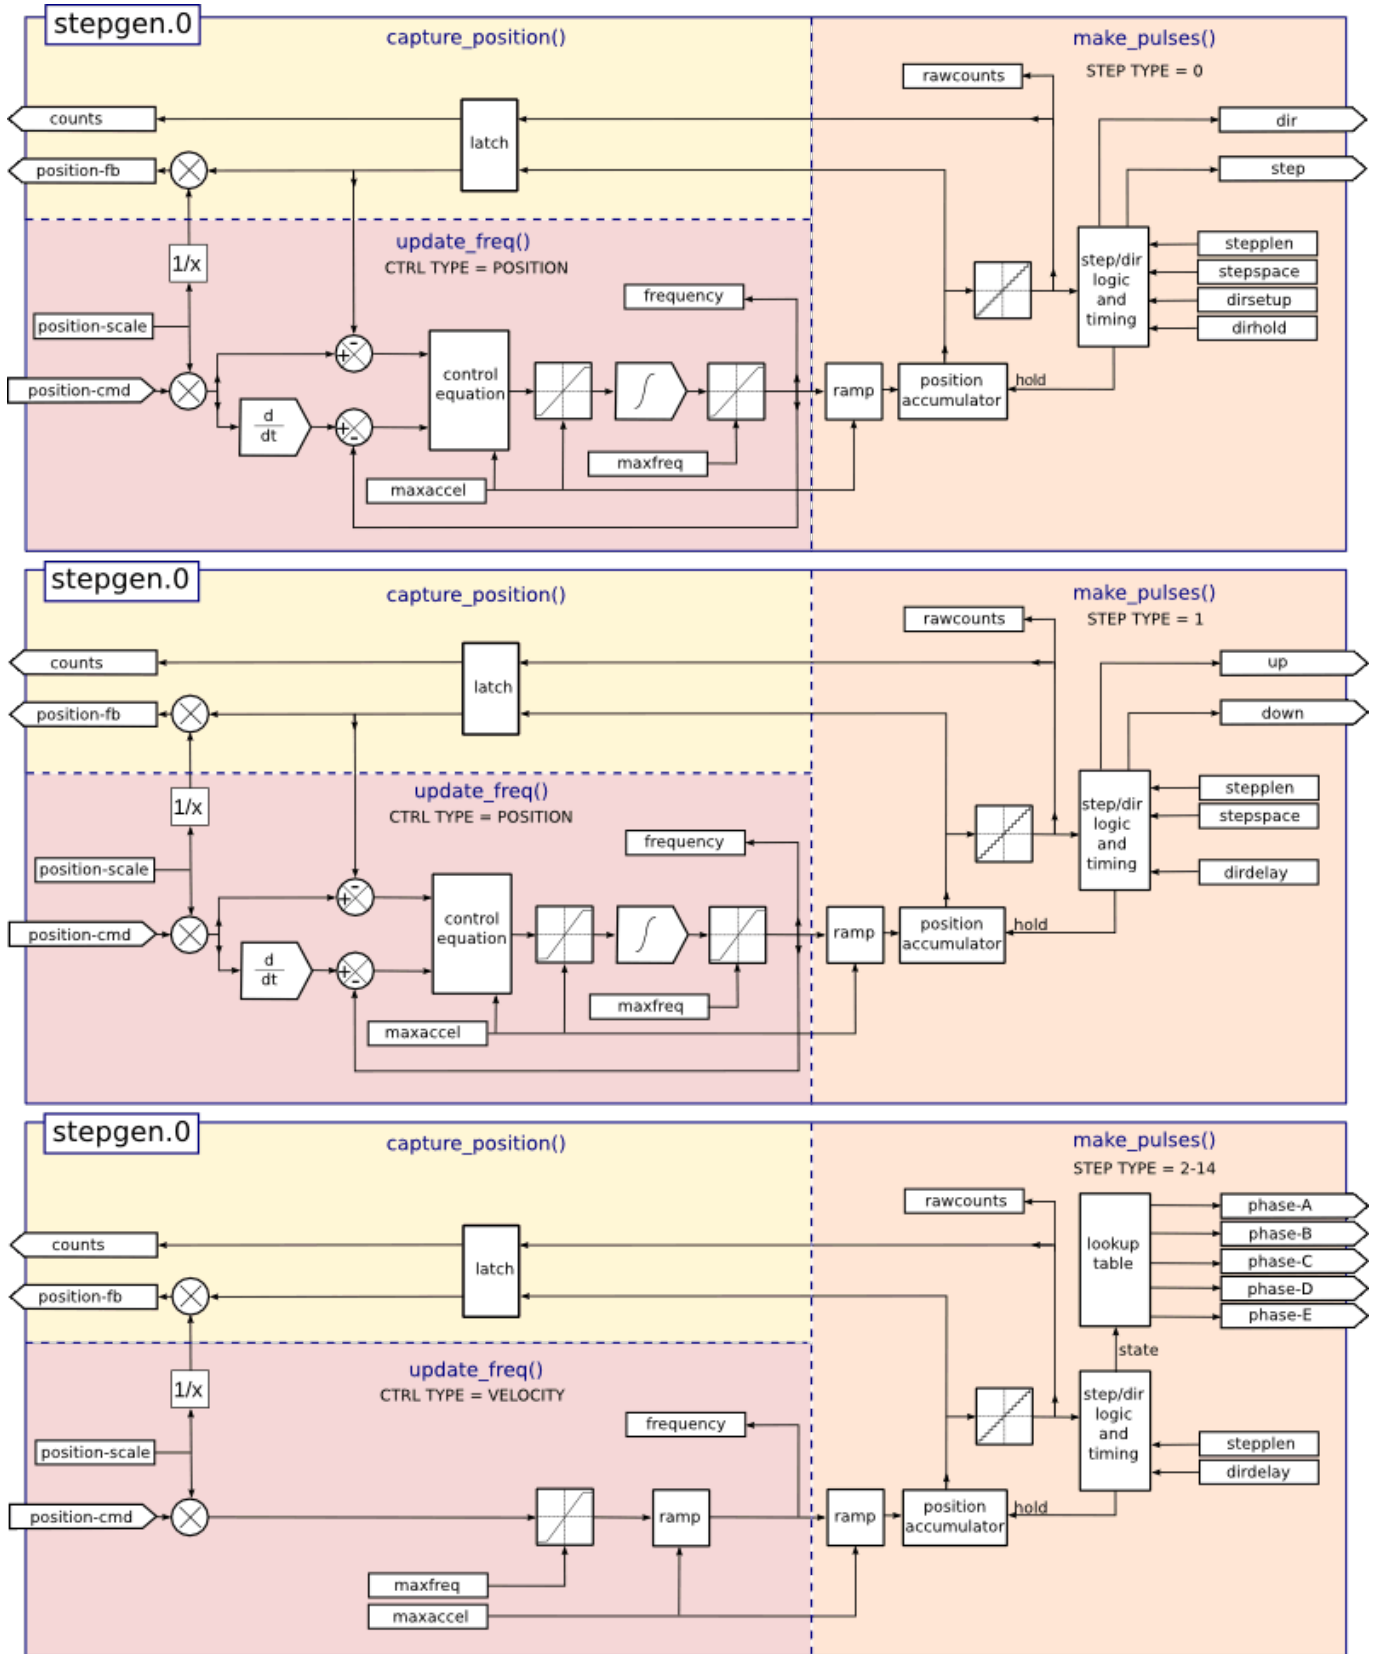 stepgen.0
capture_position()
make_pulses()
STEP TYPE = 0
rawcounts
counts
latch
dir
position-fb
step
update_freq()
CTRL TYPE = POSITION
1/x
frequency
position-scale
step/dir
logic
and
timing
stepplen
stepspace
dirsetup
dirhold
position-cmd
-
+
control
equation
ramp
position
accumulator
hold
d
dt
+
-
∫
maxfreq
maxaccel
stepgen.0
capture_position()
make_pulses()
STEP TYPE = 1
rawcounts
counts
latch
up
position-fb
down
update_freq()
CTRL TYPE = POSITION
1/x
frequency
position-scale
step/dir
logic
and
timing
stepplen
stepspace
dirdelay
position-cmd
-
+
control
equation
ramp
position
accumulator
hold
d
dt
+
-
∫
maxfreq
maxaccel
stepgen.0
capture_position()
make_pulses()
STEP TYPE = 2-14
rawcounts
counts
latch
lookup
table
phase-A
phase-B
phase-C
phase-D
phase-E
position-fb
state
update_freq()
CTRL TYPE = VELOCITY
1/x
frequency
position-scale
step/dir
logic
and
timing
stepplen
dirdelay
position-cmd
ramp
ramp
position
accumulator
hold
maxfreq
maxaccel